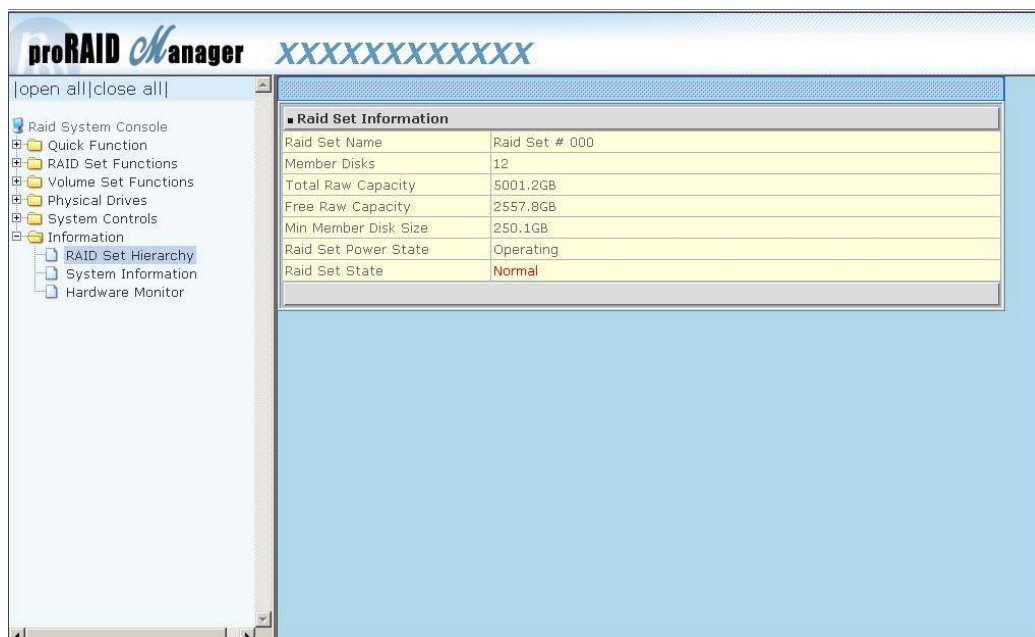 proRAID Manager XXXXXXXXXXXX
|open all|close all|
Raid System Console
Quick Function
RAID Set Functions
Volume Set Functions
Physical Drives
System Controls
Information
RAID Set Hierarchy
System Information
Hardware Monitor
Raid Set Information
Raid Set Name Raid Set # 000
Member Disks 12
Total Raw Capacity 5001.2GB
Free Raw Capacity 2557.8GB
Min Member Disk Size 250.1GB
Raid Set Power State Operating
Raid Set State Normal